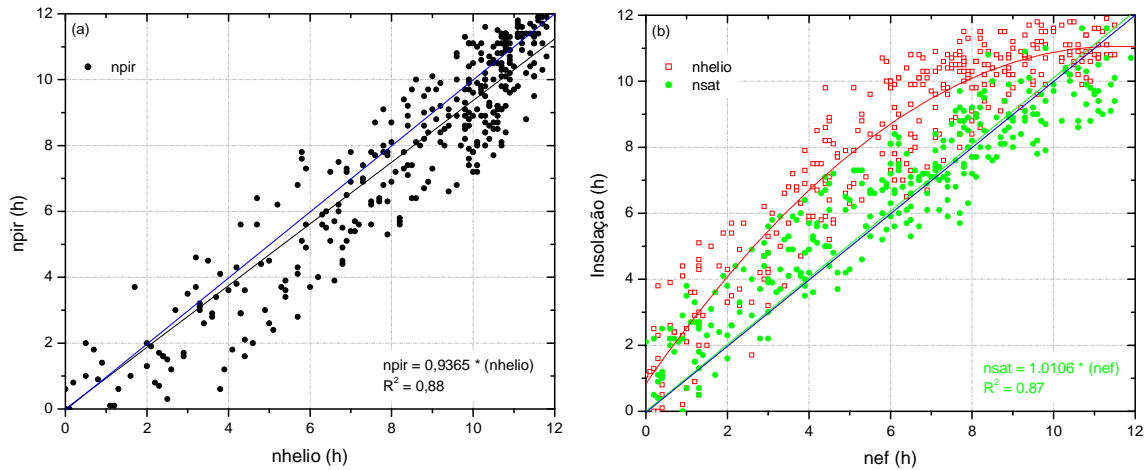 (a)
npir
npir (h)
12
10
8
6
4
2
0
npir = 0,9365 * (nhelio)
R² = 0,88
0 2 4 6 8 10 12
nhelio (h)
(b)
nhelio
nsat
Insolação (h)
12
10
8
6
4
2
0
nsat = 1.0106 * (nef)
R² = 0.87
0 2 4 6 8 10 12
nef (h)